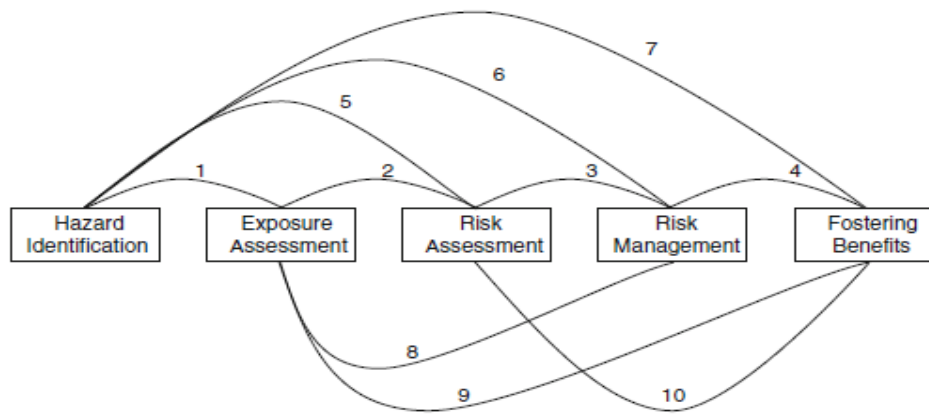 7
6
5
1
2
3
4
Hazard
Identification
Exposure
Assessment
Risk
Assessment
Risk
Management
Fostering
Benefits
8
9
10